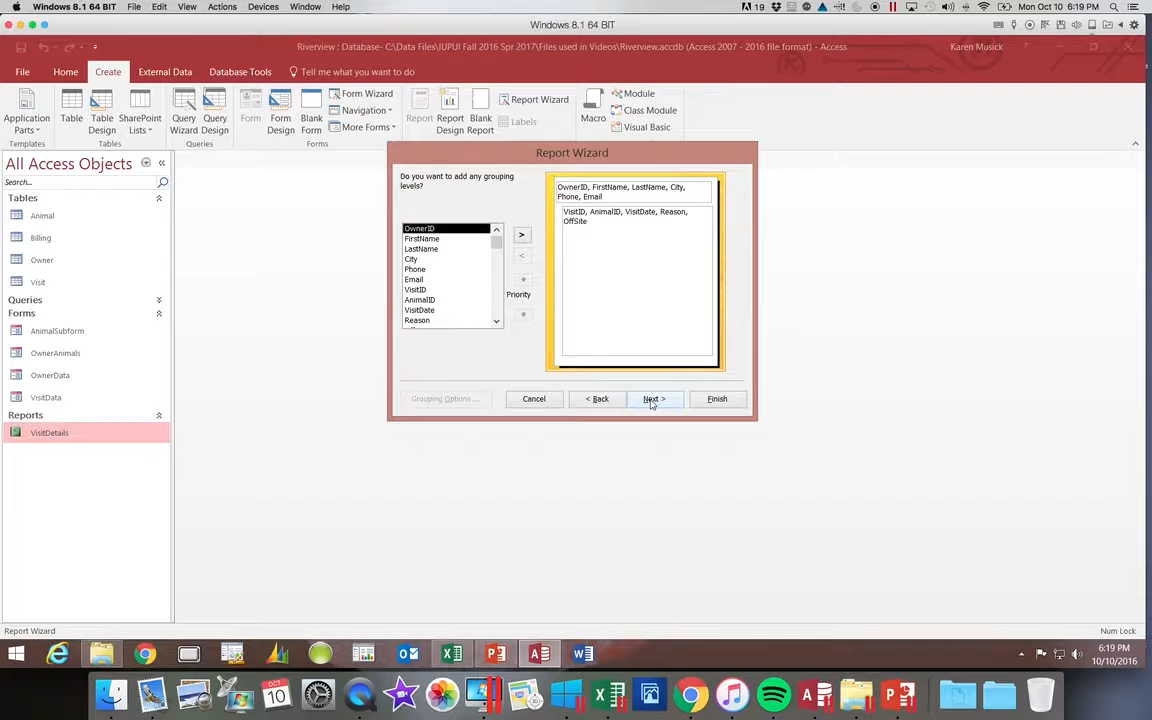 Windows 8.1 64 BIT File Edit View Actions Devices Window Help 19 Mon Oct 10 6:19 PM
Windows 8.1 64 BIT
Riverview : Database- C:\Data Files\IUPUI Fall 2016 Spr 2017\Files used in Videos\Riverview.accdb (Access 2007 - 2016 file format) - Access Karen Musick
File Home Create External Data Database Tools Tell me what you want to do
Application Parts Table Table Design SharePoint Lists Query Wizard Query Design Form Form Design Blank Form Form Wizard Navigation More Forms Report Report Design Blank Report Report Wizard Labels Macro Module Class Module Visual Basic
Templates Tables Queries Forms
All Access Objects «
Search...
Tables
Animal
Billing
Owner
Visit
Queries
Forms
AnimalSubform
OwnerAnimals
OwnerData
VisitData
Reports
VisitDetails
Report Wizard
Do you want to add any grouping
levels?
OwnerID
FirstName
LastName
City
Phone
Email
VisitID
AnimalID
VisitDate
Reason
>
<
Priority
OwnerID, FirstName, LastName, City,
Phone, Email
VisitID, AnimalID, VisitDate, Reason,
OffSite
Grouping Options ... Cancel < Back Next > Finish
Report Wizard Num Lock
6:19 PM
10/10/2016
OCT
10